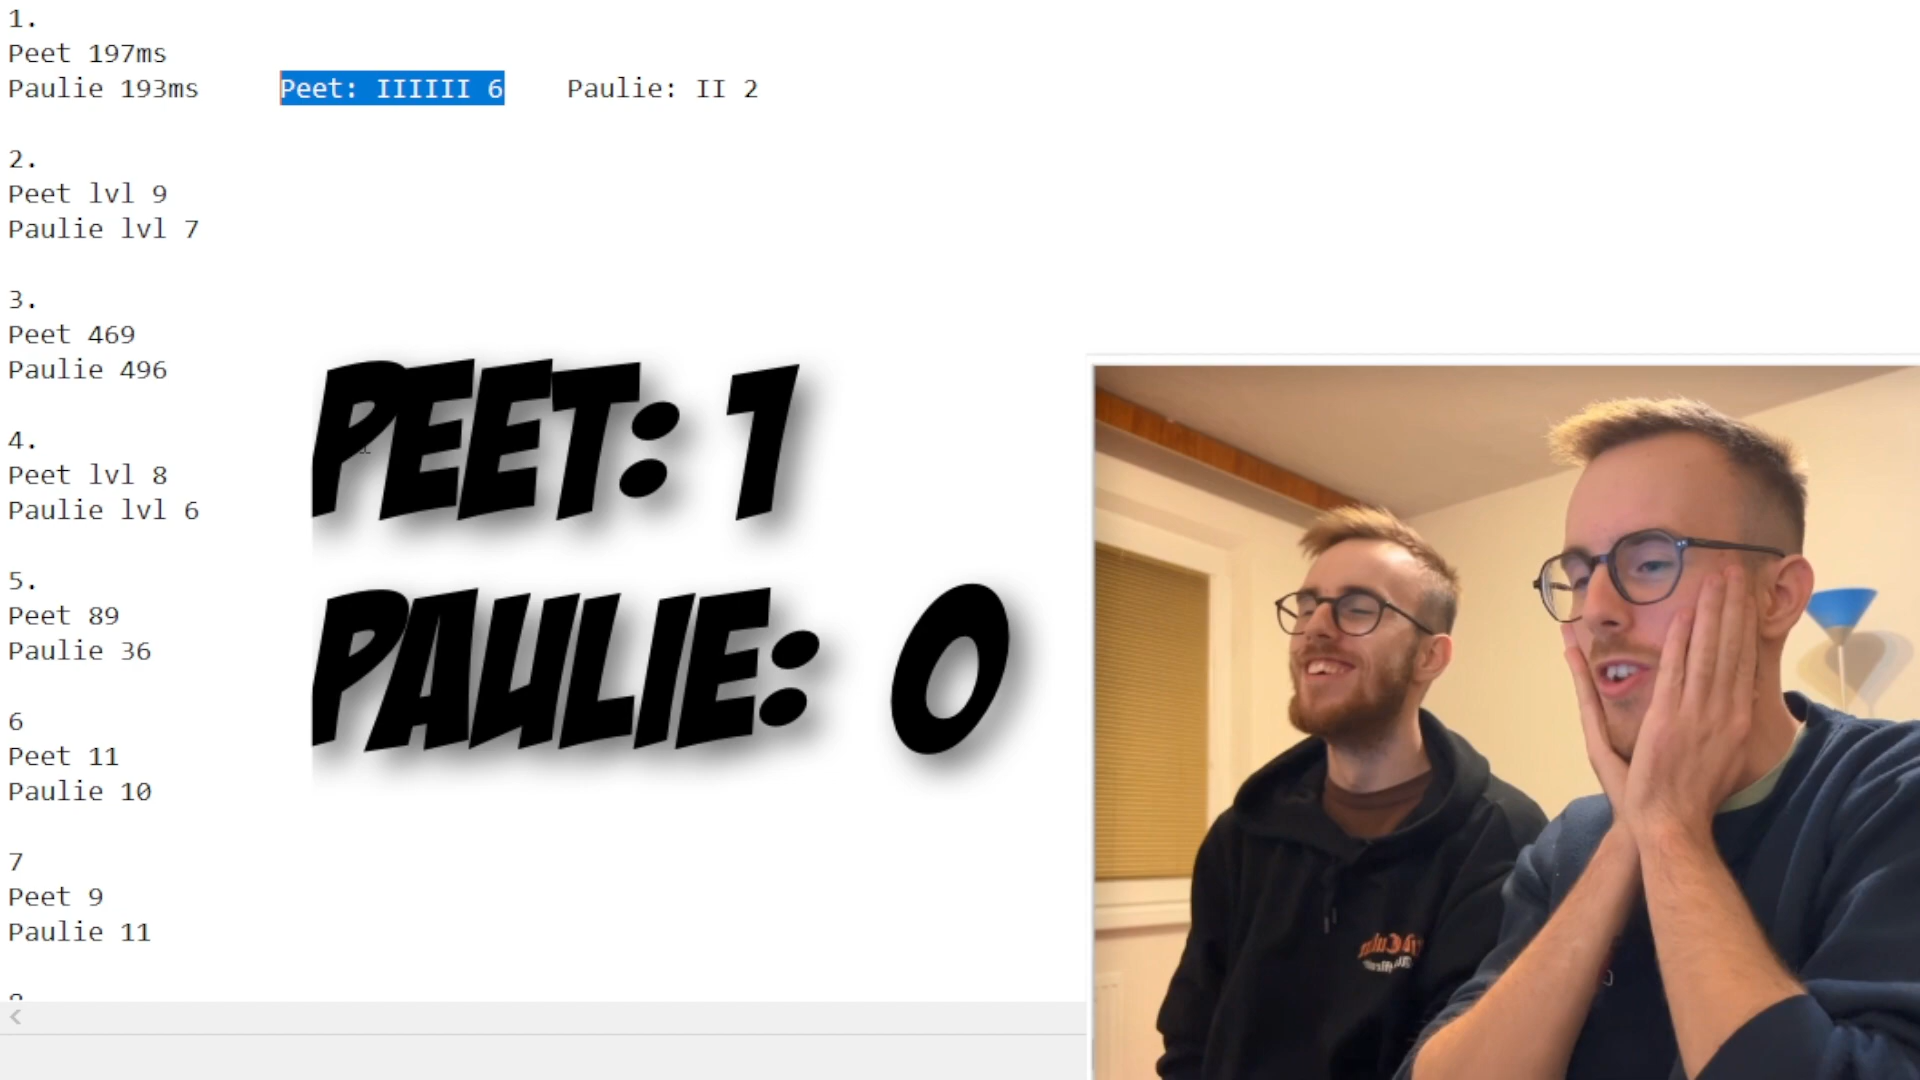 1.
Peet 197ms
Paulie 193ms Peet: IIIIII 6 Paulie: II 2
2.
Peet lvl 9
Paulie lvl 7
3.
Peet 469
Paulie 496
4.
Peet lvl 8
Paulie lvl 6
5.
Peet 89
Paulie 36
6
Peet 11
Paulie 10
7
Peet 9
Paulie 11
PEET: 1
PAULIE: 0